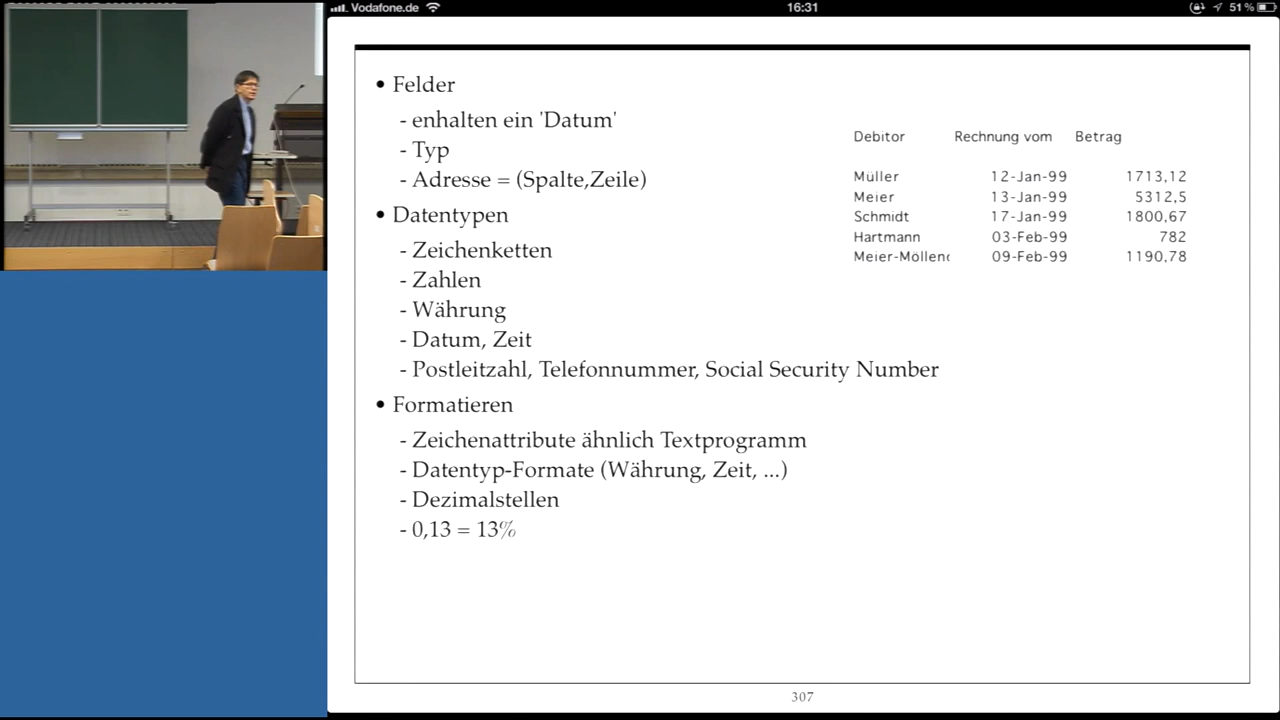 Vodafone.de
16:31
51 %
• Felder
- enhalten ein 'Datum'
- Typ
- Adresse = (Spalte,Zeile)
• Datentypen
- Zeichenketten
- Zahlen
- Währung
- Datum, Zeit
- Postleitzahl, Telefonnummer, Social Security Number
• Formatieren
- Zeichenattribute ähnlich Textprogramm
- Datentyp-Formate (Währung, Zeit, ...)
- Dezimalstellen
- 0,13 = 13%
Debitor Rechnung vom Betrag
Müller 12-Jan-99 1713,12
Meier 13-Jan-99 5312,5
Schmidt 17-Jan-99 1800,67
Hartmann 03-Feb-99 782
Meier-Möllend 09-Feb-99 1190,78
307